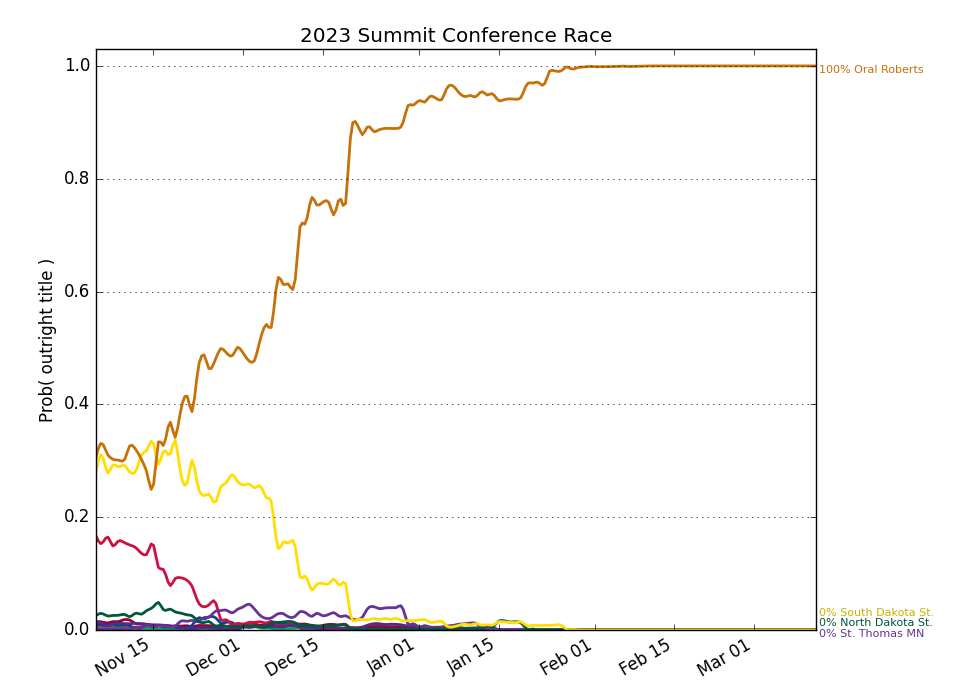 2023 Summit Conference Race
1.0
0.8
0.6
0.4
0.2
0.0
Prob( outright title )
100% Oral Roberts
0% South Dakota St.
0% North Dakota St.
0% St. Thomas MN
Nov 15
Dec 01
Dec 15
Jan 01
Jan 15
Feb 01
Feb 15
Mar 01